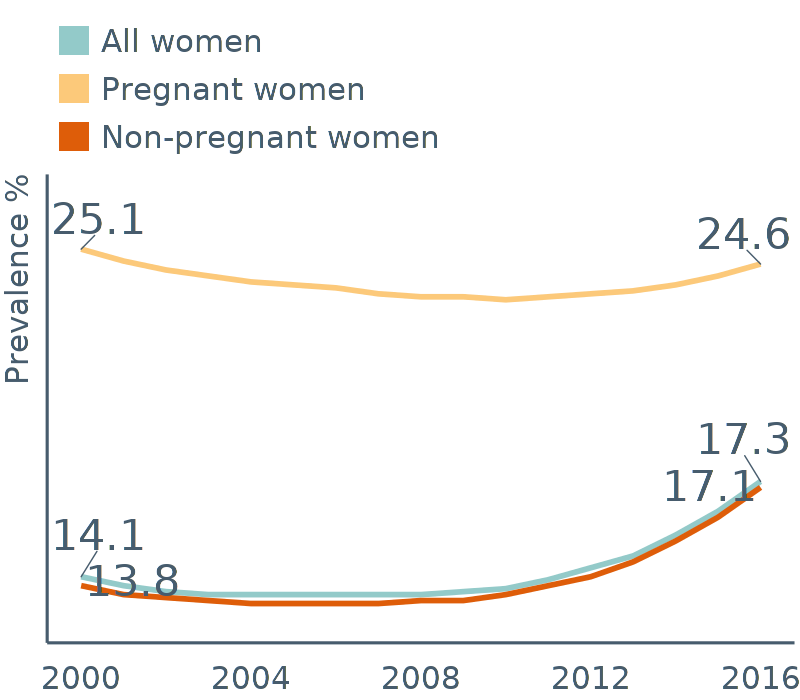 All women
Pregnant women
Non-pregnant women
Prevalence %
25.1
24.6
17.3
17.1
14.1
13.8
2000 2004 2008 2012 2016